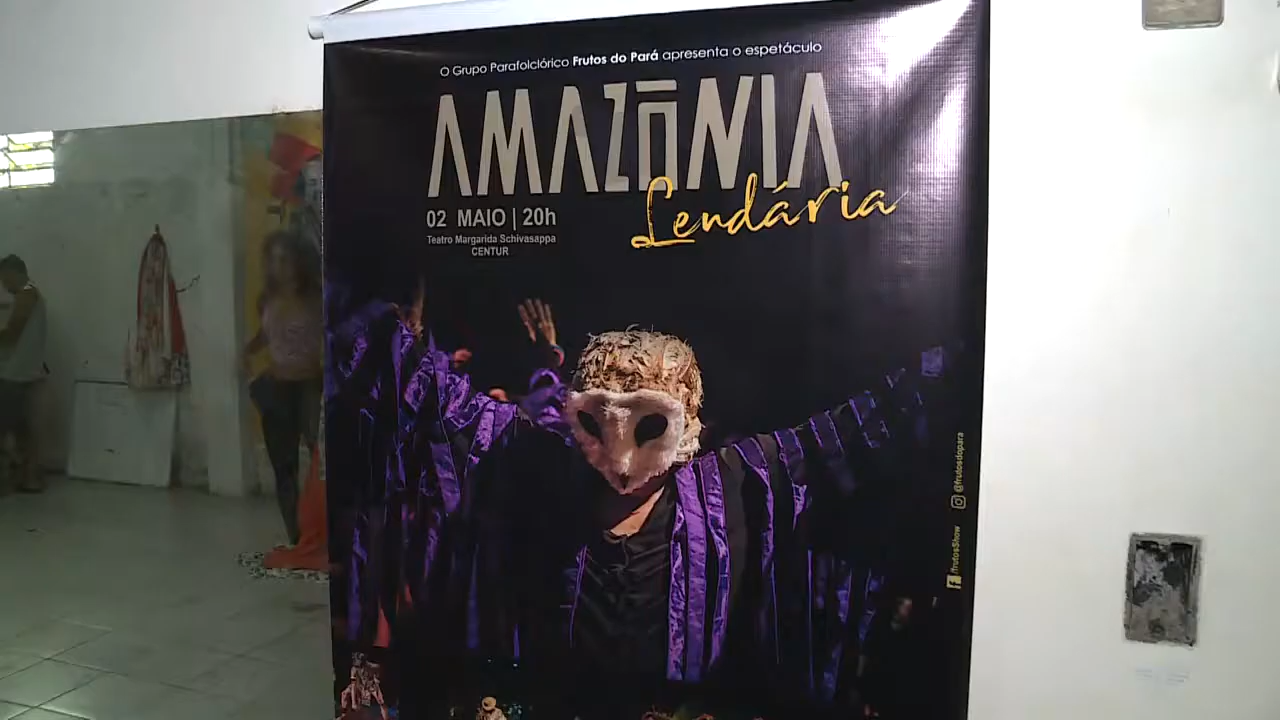 O Grupo Parafolclórico Frutos do Pará apresenta o espetáculo
AMAZÔNIA
Lendária
02 MAIO | 20h
Teatro Margarida Schivasappa
CENTUR
@frutosdopara
/frutosShow